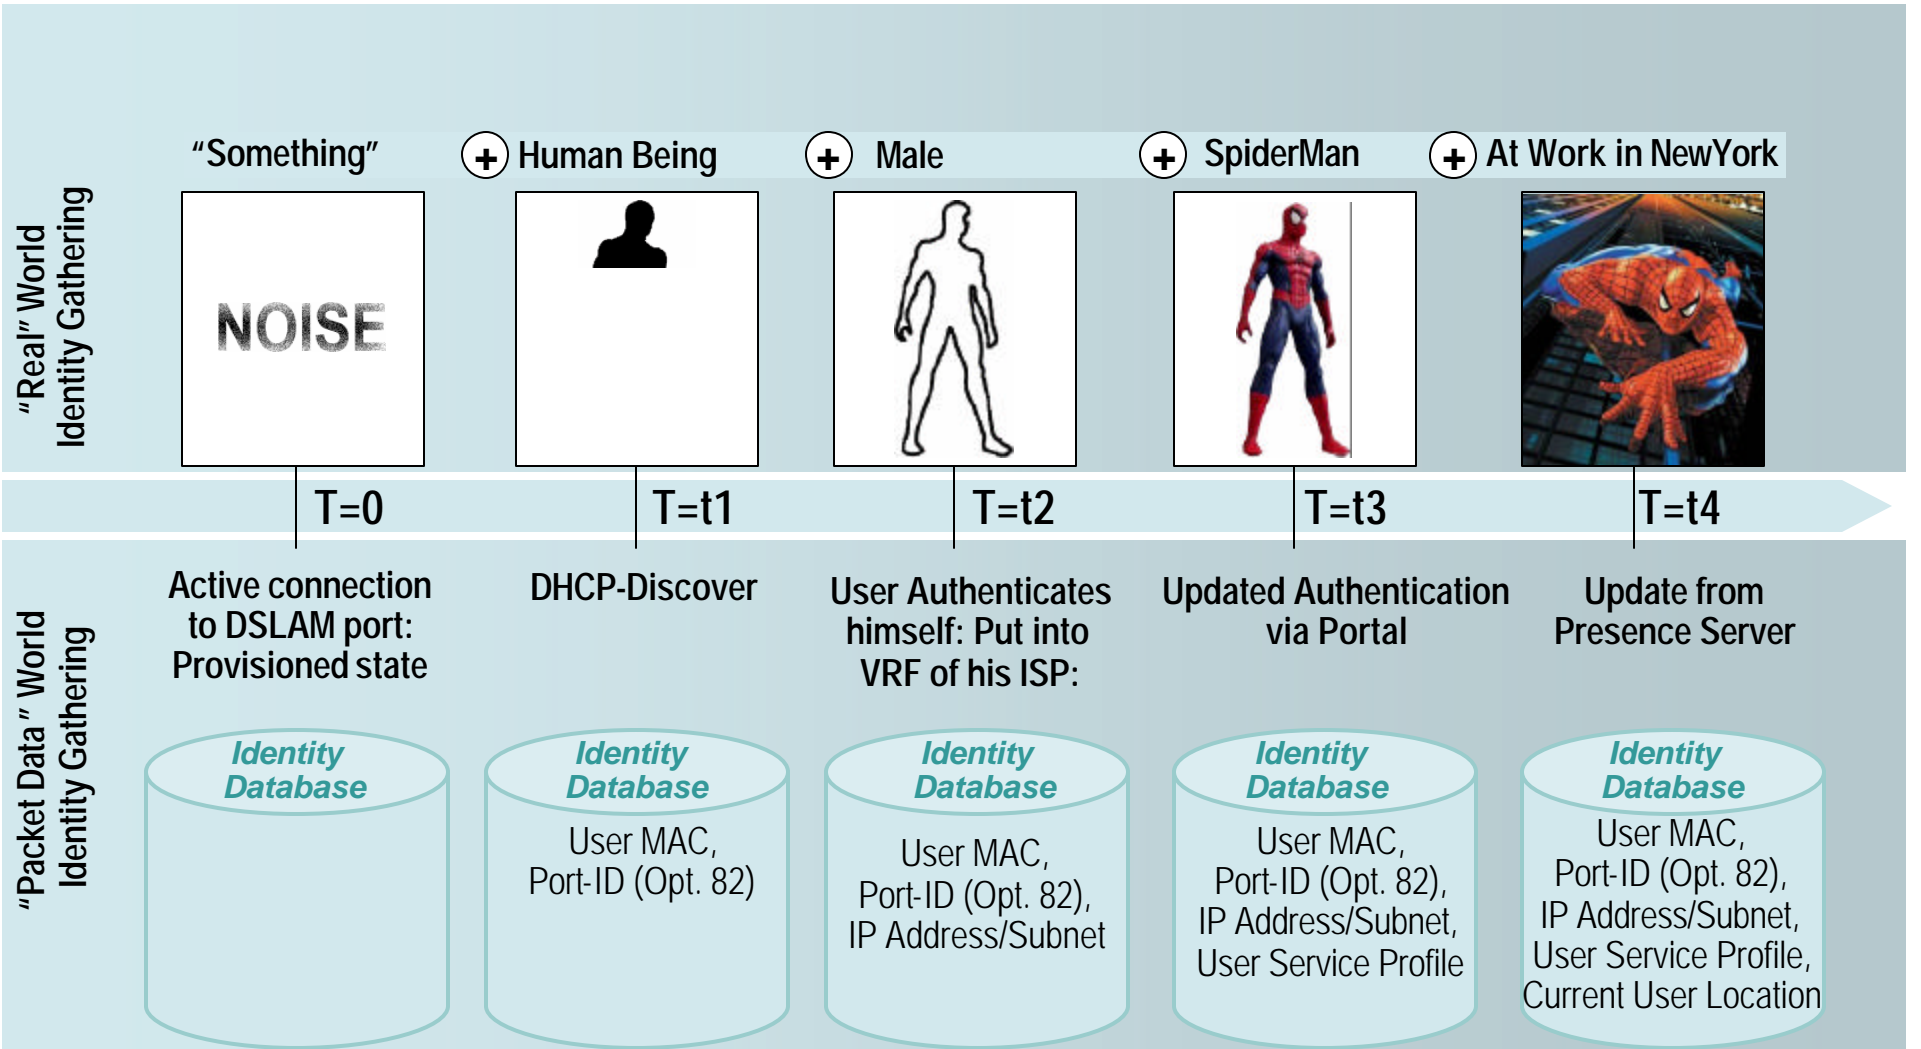 "Something"
+ Human Being
+ Male
+ SpiderMan
+ At Work in NewYork
"Real" World
Identity Gathering
NOISE
T=0
T=t1
T=t2
T=t3
T=t4
"Packet Data" World
Identity Gathering
Active connection
to DSLAM port:
Provisioned state
DHCP-Discover
User Authenticates
himself: Put into
VRF of his ISP:
Updated Authentication
via Portal
Update from
Presence Server
Identity
Database
Identity
Database
User MAC,
Port-ID (Opt. 82)
Identity
Database
User MAC,
Port-ID (Opt. 82),
IP Address/Subnet
Identity
Database
User MAC,
Port-ID (Opt. 82),
IP Address/Subnet,
User Service Profile
Identity
Database
User MAC,
Port-ID (Opt. 82),
IP Address/Subnet,
User Service Profile,
Current User Location